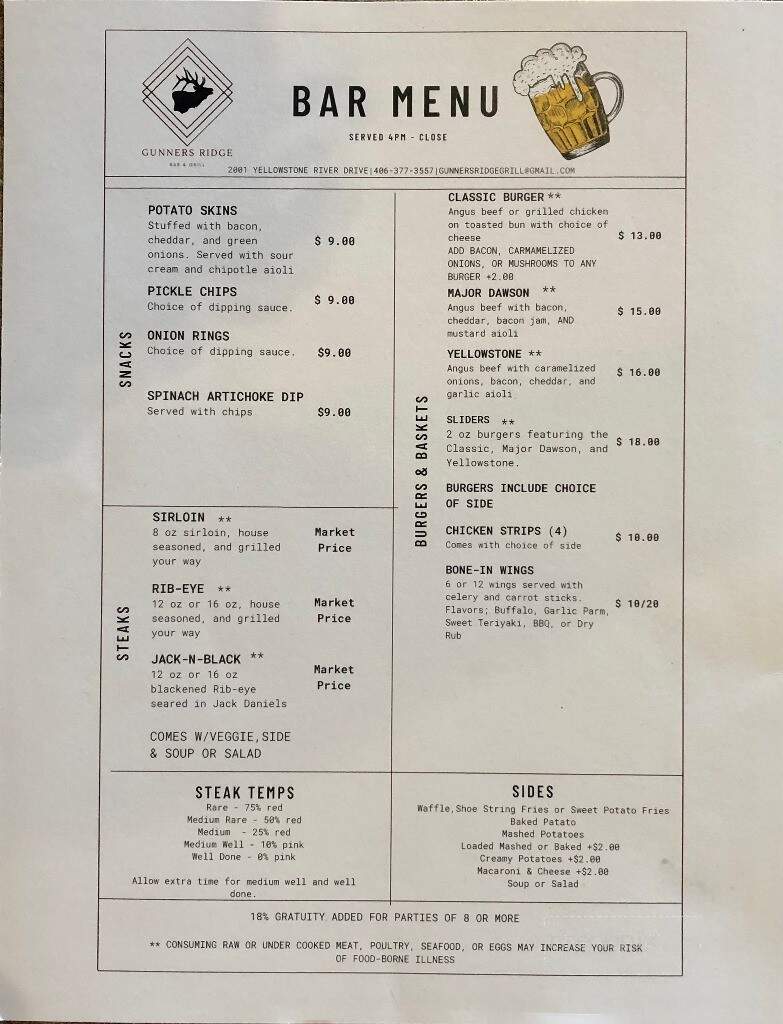 BAR MENU
SERVED 4PM - CLOSE
GUNNERS RIDGE
BAR & GRILL
2001 YELLOWSTONE RIVER DRIVE|406-377-3557|GUNNERSRIDGEGRILL@GMAIL.COM
SNACKS
POTATO SKINS
Stuffed with bacon,
cheddar, and green
onions. Served with sour
cream and chipotle aioli
$ 9.00
PICKLE CHIPS
Choice of dipping sauce.
$ 9.00
ONION RINGS
Choice of dipping sauce.
$9.00
SPINACH ARTICHOKE DIP
Served with chips
$9.00
STEAKS
SIRLOIN **
8 oz sirloin, house
seasoned, and grilled
your way
Market
Price
RIB-EYE **
12 oz or 16 oz, house
seasoned, and grilled
your way
Market
Price
JACK-N-BLACK **
12 oz or 16 oz
blackened Rib-eye
seared in Jack Daniels
Market
Price
COMES W/VEGGIE,SIDE
& SOUP OR SALAD
BURGERS & BASKETS
CLASSIC BURGER **
Angus beef or grilled chicken
on toasted bun with choice of
cheese
ADD BACON, CARMAMELIZED
ONIONS, OR MUSHROOMS TO ANY
BURGER +2.00
$ 13.00
MAJOR DAWSON **
Angus beef with bacon,
cheddar, bacon jam, AND
mustard aioli
$ 15.00
YELLOWSTONE **
Angus beef with caramelized
onions, bacon, cheddar, and
garlic aioli
$ 16.00
SLIDERS **
2 oz burgers featuring the
Classic, Major Dawson, and
Yellowstone.
$ 18.00
BURGERS INCLUDE CHOICE
OF SIDE
CHICKEN STRIPS (4)
Comes with choice of side
$ 10.00
BONE-IN WINGS
6 or 12 wings served with
celery and carrot sticks.
Flavors; Buffalo, Garlic Parm,
Sweet Teriyaki, BBQ, or Dry
Rub
$ 10/20
STEAK TEMPS
Rare - 75% red
Medium Rare - 50% red
Medium - 25% red
Medium Well - 10% pink
Well Done - 0% pink
Allow extra time for medium well and well
done.
SIDES
Waffle,Shoe String Fries or Sweet Potato Fries
Baked Patato
Mashed Potatoes
Loaded Mashed or Baked +$2.00
Creamy Potatoes +$2.00
Macaroni & Cheese +$2.00
Soup or Salad
18% GRATUITY ADDED FOR PARTIES OF 8 OR MORE
** CONSUMING RAW OR UNDER COOKED MEAT, POULTRY, SEAFOOD, OR EGGS MAY INCREASE YOUR RISK
OF FOOD-BORNE ILLNESS